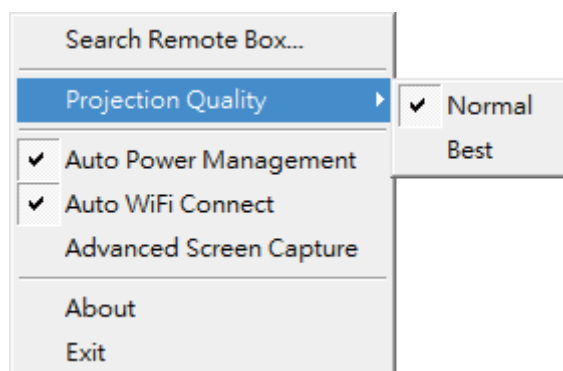 Search Remote Box...
Projection Quality
Normal
Best
Auto Power Management
Auto WiFi Connect
Advanced Screen Capture
About
Exit